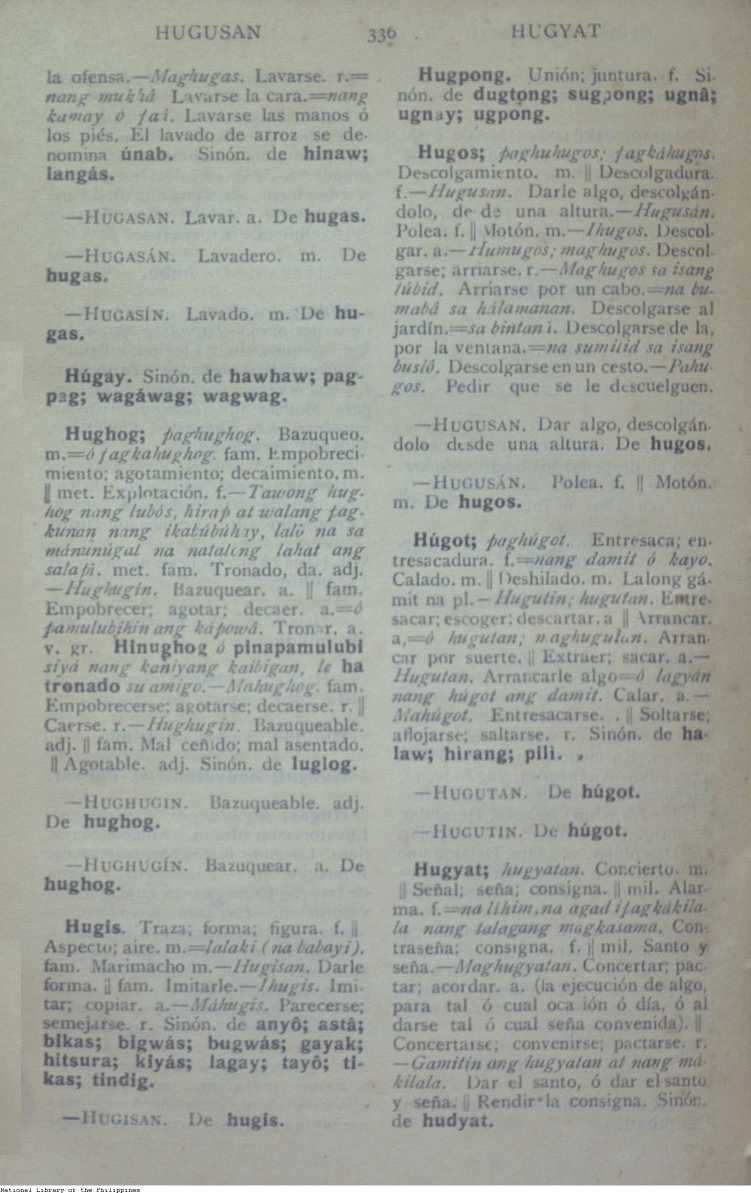 HUGUSAN 336 HUGYAT
la ofensa.—Maghugas. Lavarse. r.=
nang muk'iá Lavarse la cara.=nang
kamay ó jai. Lavarse las manos ó
los piés. El lavado de arroz se de-
nomina únab. Sinón. de hinaw;
langás.
—HUGASAN. Lavar. a. De hugas.
—HUGASÁN. Lavadero. m. De
hugas.
—HUGASÍN. Lavado. m. De hu-
gas.
Húgay. Sinón. de hawhaw; pag-
pag; wagáwag; wagwag.
Hughog; paghughog. Bazuqueo.
m.=ó pagkahughog. fam. Empobreci-
miento; agotamiento; decaimiento. m.
|| met. Explotación. f.—Tawong hug-
hog nang lubós, hirap at walang pag-
kunan nang ikabúbúhay, lalò na sa
mánunúgal na natalong lahat ang
salapî. met. fam. Tronado, da. adj.
—Hughugin. Bazuquear. a. || fam.
Empobrecer; agotar; decaer. a.=ó
pamulubihin ang kápowâ. Tronar. a.
v. gr. Hinughog ó pinapamulubi
siyá nang kaniyang kaibigan, le ha
tronado su amigo.—Mahughog. fam.
Empobrecerse; agotarse; decaerse. r. ||
Caerse. r.—Hughugín. Bazuqueable.
adj. || fam. Mal ceñido; mal asentado.
|| Agotable. adj. Sinón. de luglog.
—HUGHUGIN. Bazuqueable. adj.
De hughog.
—HUGHUGÍN. Bazuquear. a. De
hughog.
Hugis. Traza; forma; figura. f. ||
Aspecto; aire. m.=lalaki (na babayi).
fam. Marimacho m.—Hugisan. Darle
forma. || fam. Imitarle.—Ihugis. Imi-
tar; copiar. a.—Máhugis. Parecerse;
semejarse. r. Sinón. de anyô; astâ;
bikas; bigwás; bugwás; gayak;
hitsura; kiyás; lagay; tayô; ti-
kas; tindig.
—HUGISAN. De hugis.
Hugpong. Unión; juntura. f. Si-
nón. de dugtong; sugpong; ugnâ;
ugnay; ugpong.
Hugos; paghuhugos; pagkáhugos.
Descolgamiento. m. || Descolgadura.
f.—Hugusan. Darle algo, descolgán-
dolo, de de una altura.—Hugusán.
Polea. f. || Motón. m.—Ihugos. Descol-
gar. a.—Humugos; maghugos. Descol-
garse; arriarse. r.—Maghugos sa isang
lúbid. Arriarse por un cabo.=na bu-
mabâ sa hálamanan. Descolgarse al
jardín.=sa bintanà. Descolgarse de la,
por la ventana.=na sumilid sa isang
busló. Descolgarse en un cesto.—Pahu-
gos. Pedir que se le descuelguen.
—HUGUSAN. Dar algo, descolgán-
dolo desde una altura. De hugos.
—HUGUSÁN. Polea. f. || Motón.
m. De hugos.
Húgot; paghúgot. Entresaca; en-
tresacadura. f.=nang damit ó kayo.
Calado. m. || Deshilado. m. Lalong gá-
mit na pl.—Hugutin; hugutan. Entre-
sacar; escoger; descartar. a || Arrancar.
a,=ó hugutan; maghugutan. Arran-
car por suerte. || Extraer; sacar. a.—
Hugutan. Arrancarle algo=ó lagyán
nang húgot ang damit. Calar. a.—
Mahúgot. Entresacarse. . || Soltarse;
aflojarse; saltarse. r. Sinón. de ha-
law; hirang; pili.
—HUGUTAN. De húgot.
—HUGUTIN. De húgot.
Hugyat; hugyatan. Concierto. m.
|| Señal; seña; consigna. || mil. Alar-
ma. f.=na lihim, na agad ipagkákila-
la nang talagang magkasama. Con-
traseña; consigna. f. || mil. Santo y
seña.—Maghugyatan. Concertar; pac-
tar; acordar. a. (la ejecución de algo,
para tal ó cual oca ión ó día, ó al
darse tal ó cual seña convenida). ||
Concertarse; convenirse; pactarse. r.
—Gamitin ang hugyatan at nang má-
kilala. Dar el santo, ó dar el santo
y seña. || Rendir la consigna. Sinón.
de hudyat.
National Library of the Philippines